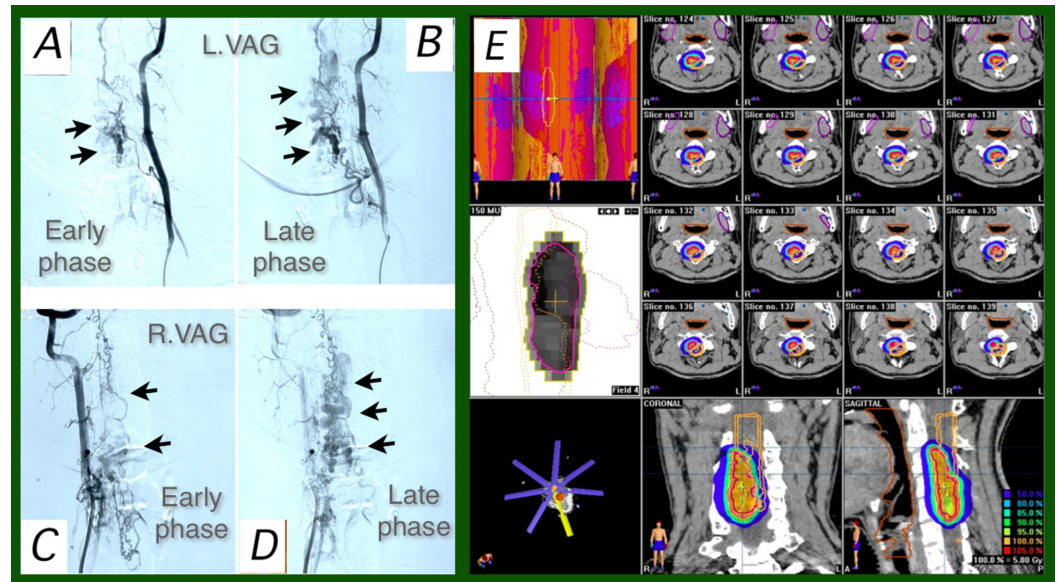 A
L.VAG
B
Early
phase
Late
phase
R.VAG
C
Early
phase
D
Late
phase
E
Slice no. 124
R
L
Slice no. 125
R
L
Slice no. 126
R
L
Slice no. 127
R
L
Slice no. 128
R
L
Slice no. 129
R
L
Slice no. 130
R
L
Slice no. 131
R
L
150 MU
Field 4
Slice no. 132
R
L
Slice no. 133
R
L
Slice no. 134
R
L
Slice no. 135
R
L
Slice no. 136
R
L
Slice no. 137
R
L
Slice no. 138
R
L
Slice no. 139
R
L
CORONAL
R
L
SAGITTAL
50.0 %
80.0 %
85.0 %
90.0 %
95.0 %
100.0 %
105.0 %
100.0 % = 5.00 Gy
A
P